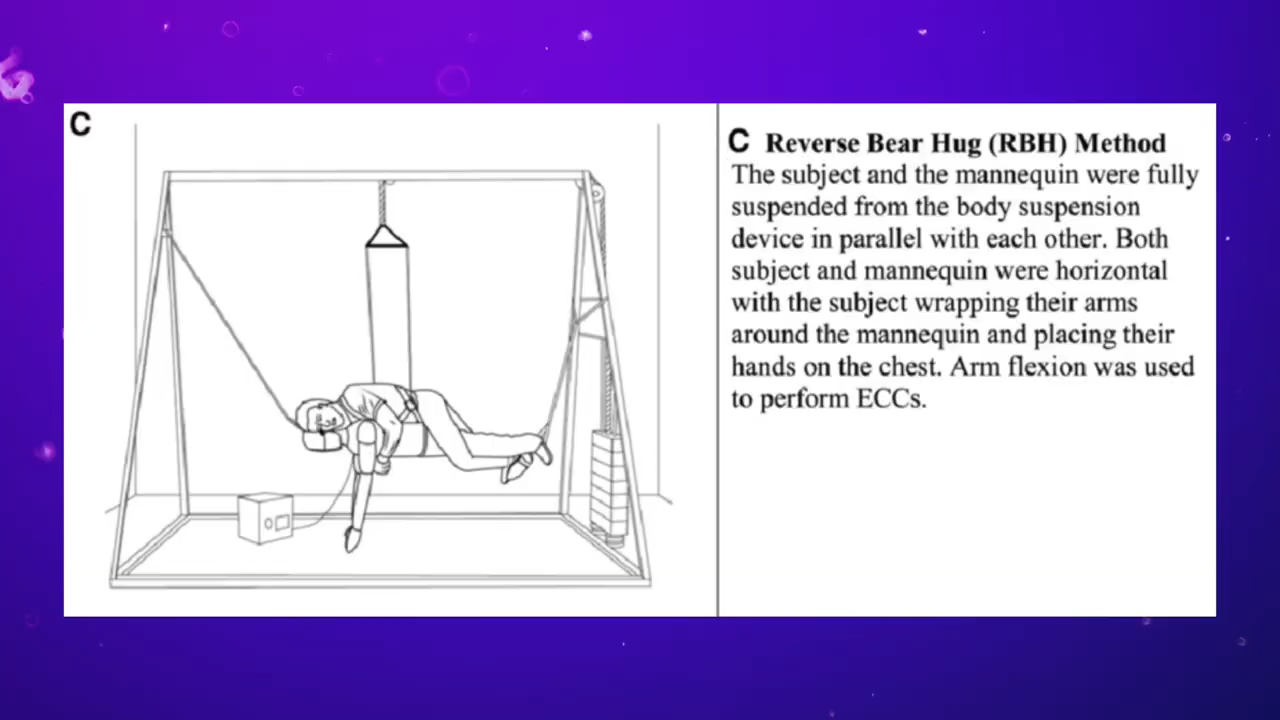 C
C Reverse Bear Hug (RBH) Method
The subject and the mannequin were fully
suspended from the body suspension
device in parallel with each other. Both
subject and mannequin were horizontal
with the subject wrapping their arms
around the mannequin and placing their
hands on the chest. Arm flexion was used
to perform ECCs.